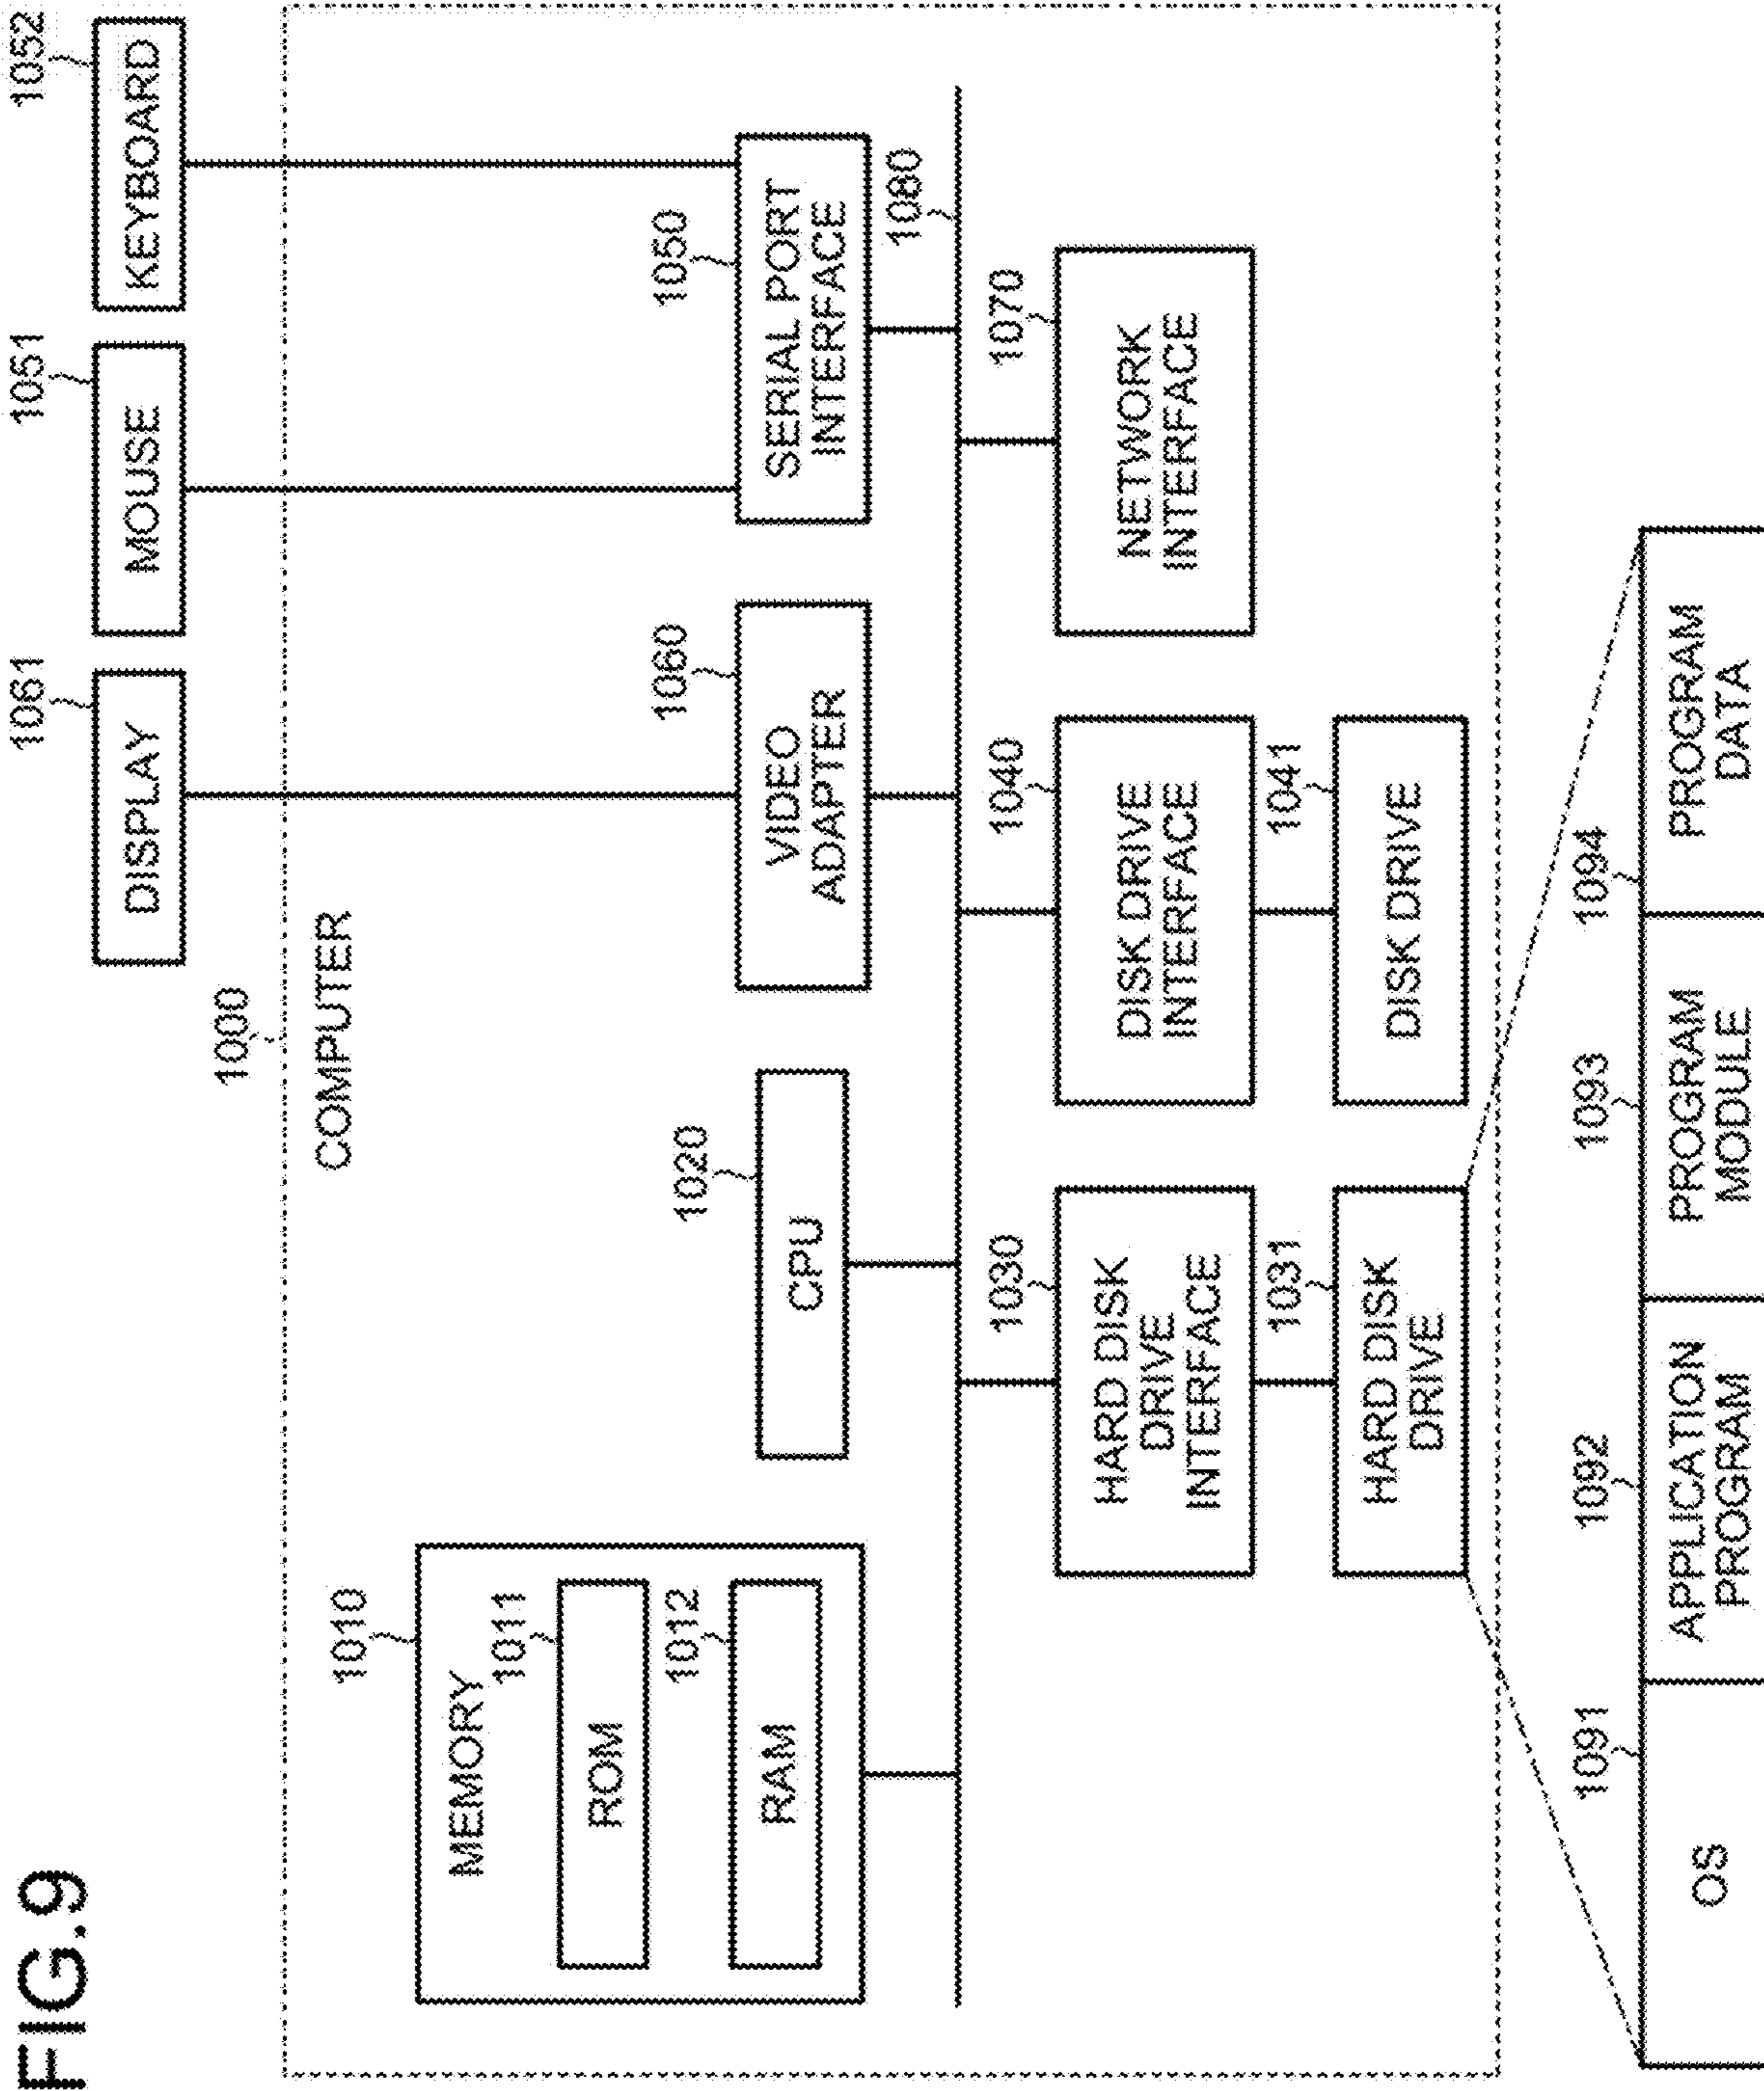 FIG.9
1061
1051
1052
DISPLAY
MOUSE
KEYBOARD
1000
COMPUTER
1010
MEMORY
1011
ROM
1012
RAM
1020
CPU
1060
VIDEO
ADAPTER
1050
SERIAL PORT
INTERFACE
1080
1030
HARD DISK
DRIVE
INTERFACE
1040
DISK DRIVE
INTERFACE
1070
NETWORK
INTERFACE
1031
HARD DISK
DRIVE
1041
DISK DRIVE
1091
OS
1092
APPLICATION
PROGRAM
1093
PROGRAM
MODULE
1094
PROGRAM
DATA